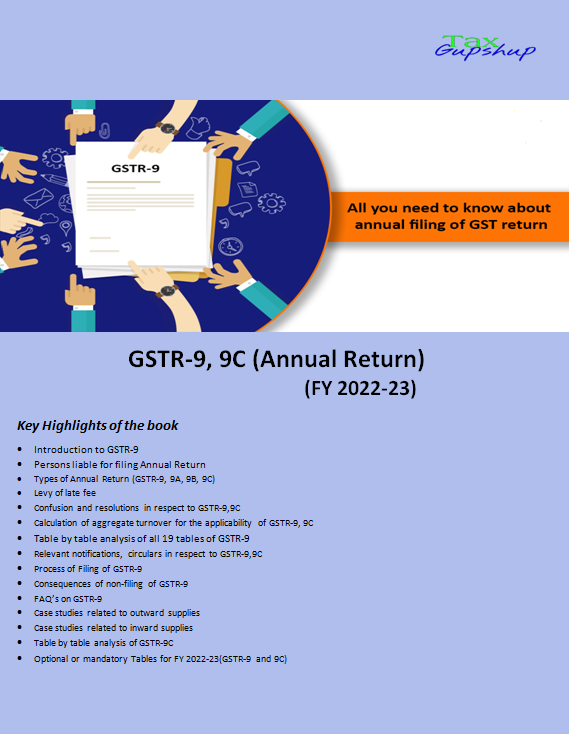 Tax
Gupshup
GSTR-9
All you need to know about
annual filing of GST return
GSTR-9, 9C (Annual Return)
(FY 2022-23)
Key Highlights of the book
• Introduction to GSTR-9
• Persons liable for filing Annual Return
• Types of Annual Return (GSTR-9, 9A, 9B, 9C)
• Levy of late fee
• Confusion and resolutions in respect to GSTR-9,9C
• Calculation of aggregate turnover for the applicability of GSTR-9, 9C
• Table by table analysis of all 19 tables of GSTR-9
• Relevant notifications, circulars in respect to GSTR-9,9C
• Process of Filing of GSTR-9
• Consequences of non-filing of GSTR-9
• FAQ's on GSTR-9
• Case studies related to outward supplies
• Case studies related to inward supplies
• Table by table analysis of GSTR-9C
• Optional or mandatory Tables for FY 2022-23(GSTR-9 and 9C)